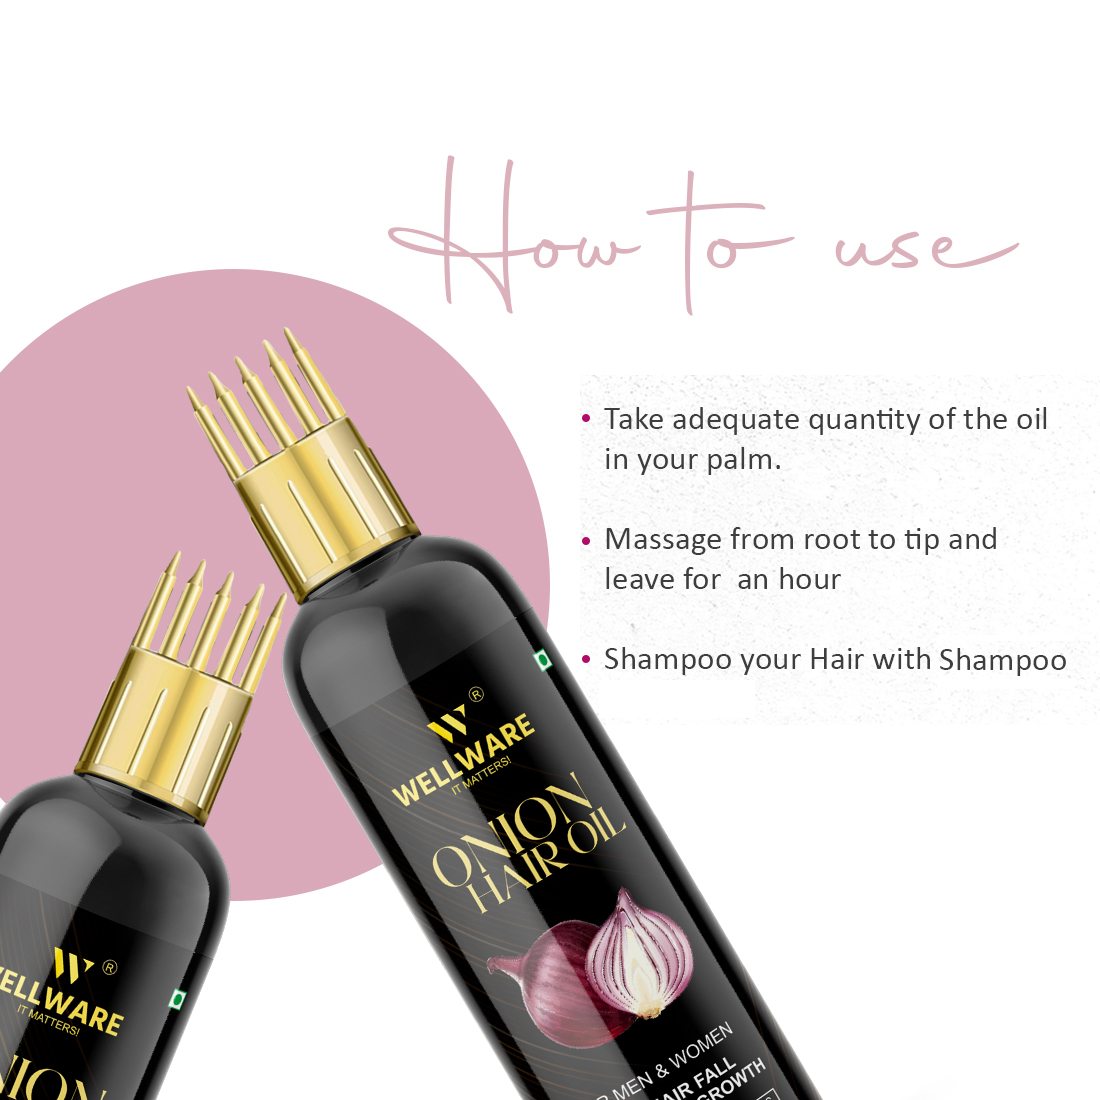 How to use
• Take adequate quantity of the oil
in your palm.
• Massage from root to tip and
leave for an hour
• Shampoo your Hair with Shampoo
W ®
WELLWARE
IT MATTERS!
ONION
HAIR OIL
MEN & WOMEN
HAIR FALL
GROWTH
W ®
WELLWARE
IT MATTERS!